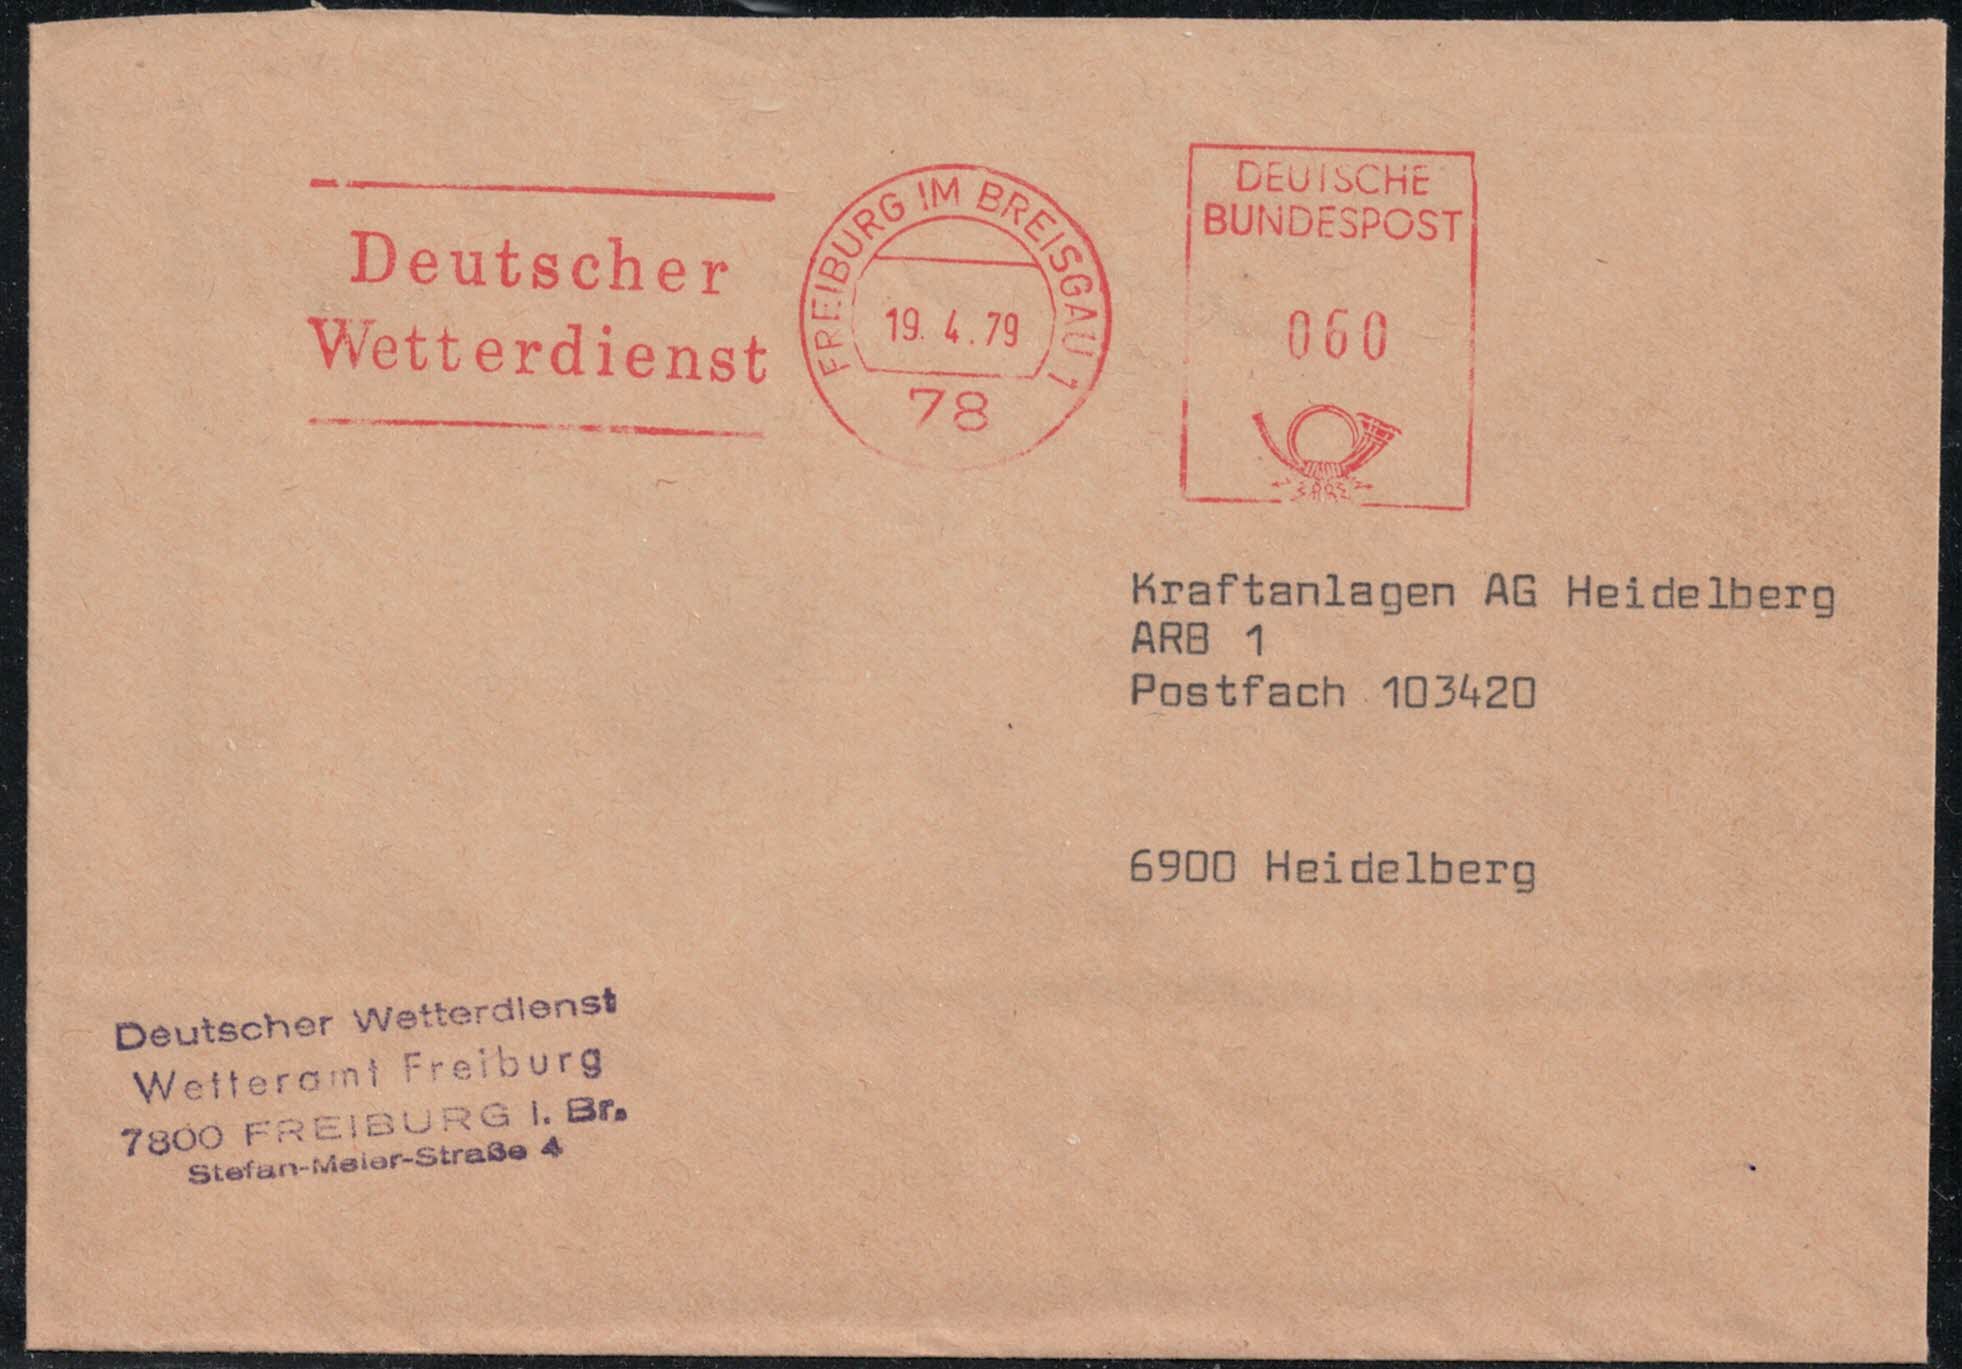 Deutscher
Wetterdienst
FREIBURG IM BREISGAU 1
19. 4. 79
78
DEUTSCHE
BUNDESPOST
060
Kraftanlagen AG Heidelberg
ARB 1
Postfach 103420
6900 Heidelberg
Deutscher Wetterdienst
Wetteramt Freiburg
7800 FREIBURG i. Br.
Stefan-Meier-Straße 4